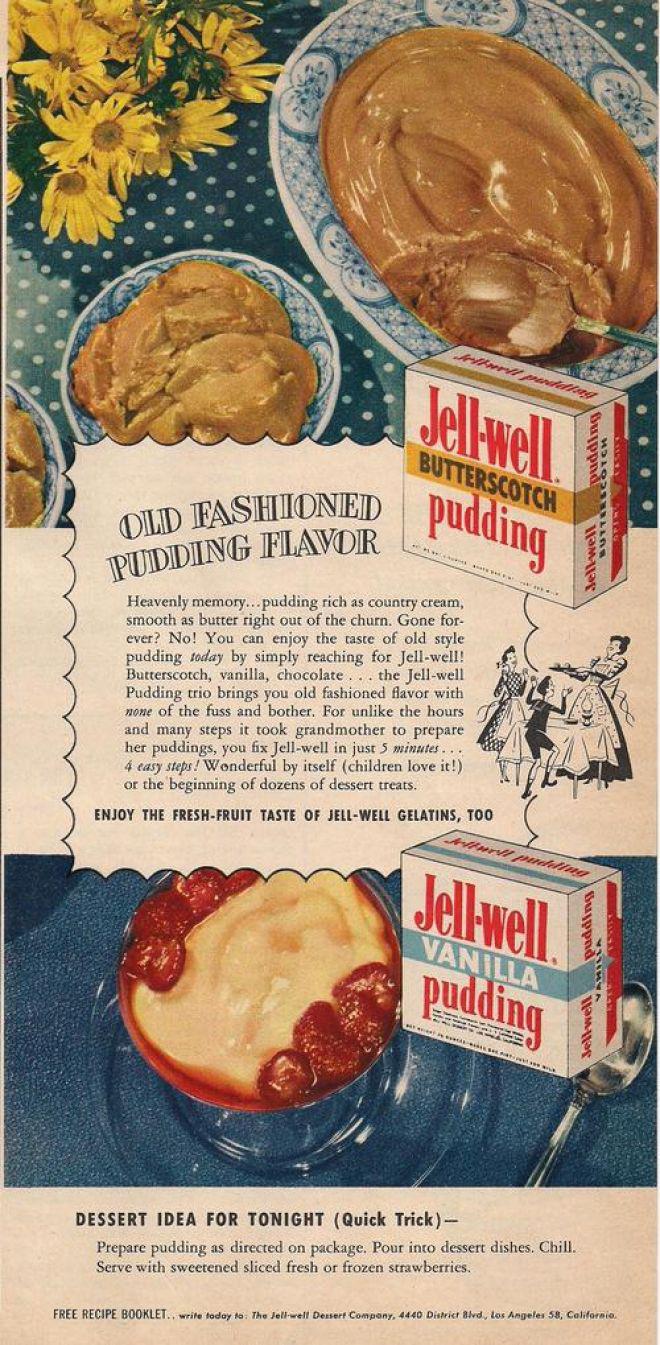 Jell-well pudding
Jell-well
BUTTERSCOTCH
pudding
Jell-well pudding
BUTTERSCOTCH
OLD FASHIONED
PUDDING FLAVOR
Heavenly memory...pudding rich as country cream,
smooth as butter right out of the churn. Gone for-
ever? No! You can enjoy the taste of old style
pudding today by simply reaching for Jell-well!
Butterscotch, vanilla, chocolate . . . the Jell-well
Pudding trio brings you old fashioned flavor with
none of the fuss and bother. For unlike the hours
and many steps it took grandmother to prepare
her puddings, you fix Jell-well in just 5 minutes . . .
4 easy steps! Wonderful by itself (children love it!)
or the beginning of dozens of dessert treats.
ENJOY THE FRESH-FRUIT TASTE OF JELL-WELL GELATINS, TOO
Jell-well pudding
Jell-well
VANILLA
pudding
Jell-well pudding
VANILLA
DESSERT IDEA FOR TONIGHT (Quick Trick)—
Prepare pudding as directed on package. Pour into dessert dishes. Chill.
Serve with sweetened sliced fresh or frozen strawberries.
FREE RECIPE BOOKLET.. write today to: The Jell-well Dessert Company, 4440 District Blvd., Los Angeles 58, California.